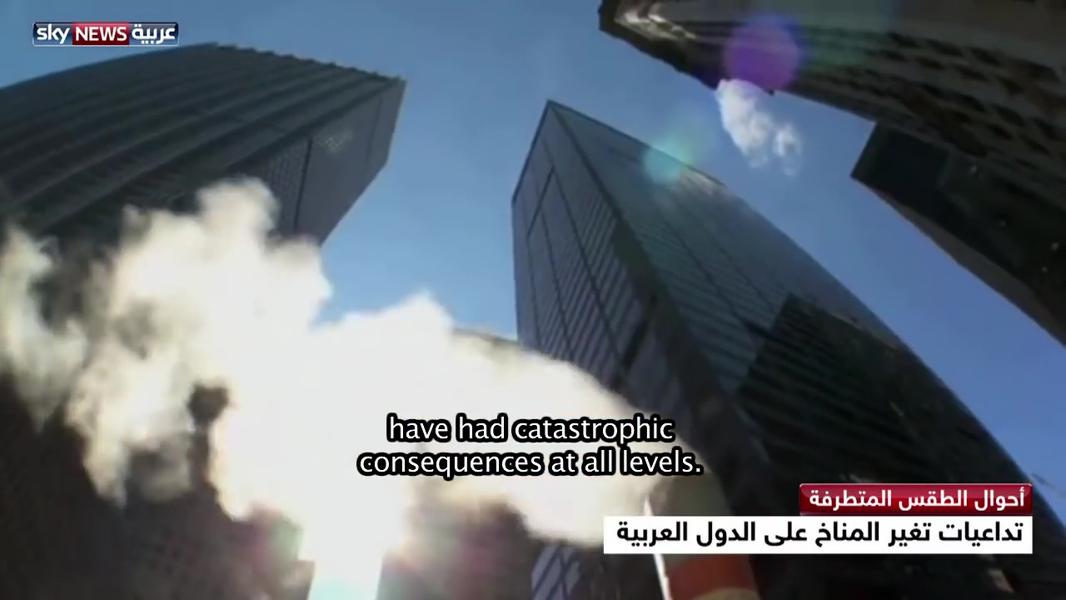 sky NEWS عربية
have had catastrophic
consequences at all levels.
أحوال الطقس المتطرفة
تداعيات تغير المناخ على الدول العربية